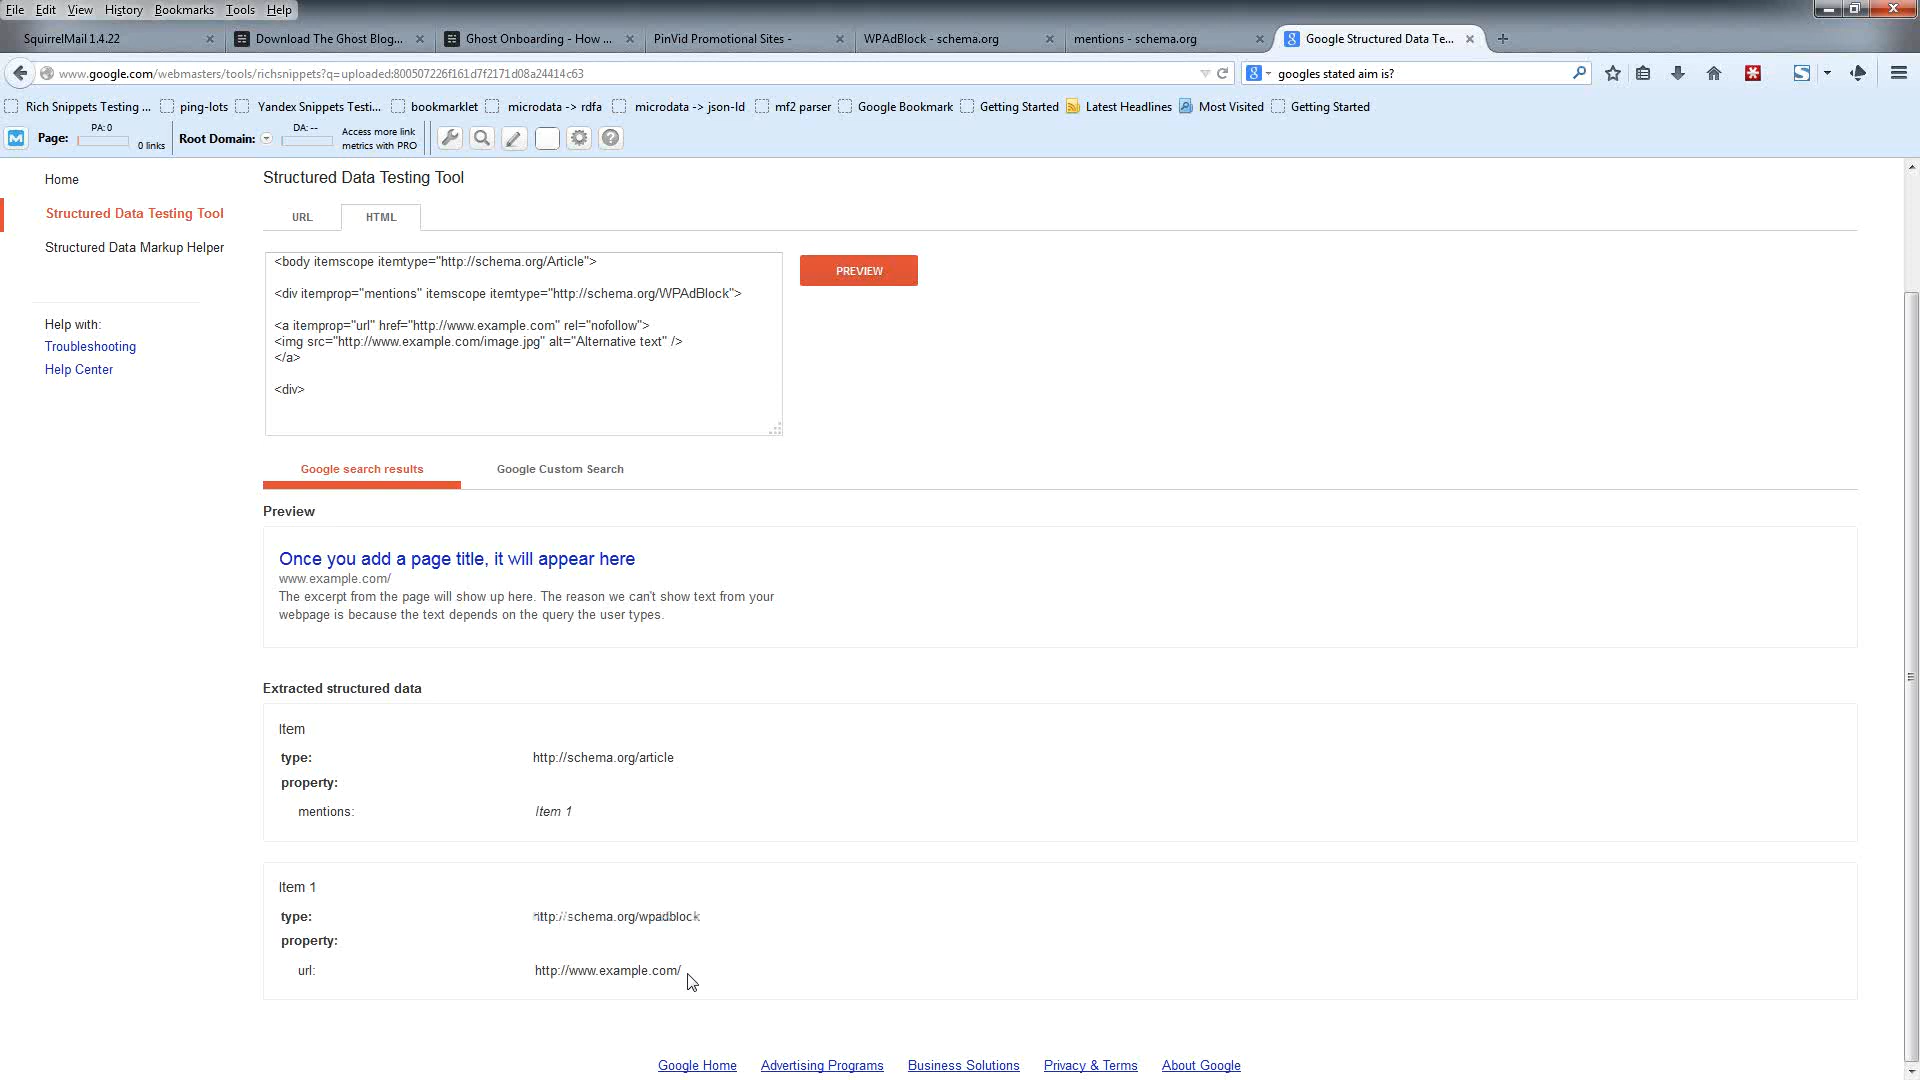 File Edit View History Bookmarks Tools Help
SquirrelMail 1.4.22
Download The Ghost Blog...
Ghost Onboarding - How ...
PinVid Promotional Sites -
WPAdBlock - schema.org
mentions - schema.org
Google Structured Data Te...
www.google.com/webmasters/tools/richsnippets?q=uploaded:800507226f161d7f2171d08a24414c63
googles stated aim is?
Rich Snippets Testing ... ping-lots Yandex Snippets Testi... bookmarklet microdata -> rdfa microdata -> json-ld mf2 parser Google Bookmark Getting Started Latest Headlines Most Visited Getting Started
Page: PA: 0 0 links Root Domain: DA: -- Access more link
metrics with PRO
Home
Structured Data Testing Tool
Structured Data Markup Helper
Help with:
Troubleshooting
Help Center
Structured Data Testing Tool
URL HTML
<body itemscope itemtype="http://schema.org/Article">
<div itemprop="mentions" itemscope itemtype="http://schema.org/WPAdBlock">
<a itemprop="url" href="http://www.example.com" rel="nofollow">
<img src="http://www.example.com/image.jpg" alt="Alternative text" />
</a>
<div>
PREVIEW
Google search results Google Custom Search
Preview
Once you add a page title, it will appear here
www.example.com/
The excerpt from the page will show up here. The reason we can't show text from your
webpage is because the text depends on the query the user types.
Extracted structured data
Item
type: http://schema.org/article
property:
mentions: Item 1
Item 1
type: http://schema.org/wpadblock
property:
url: http://www.example.com/
Google Home Advertising Programs Business Solutions Privacy & Terms About Google